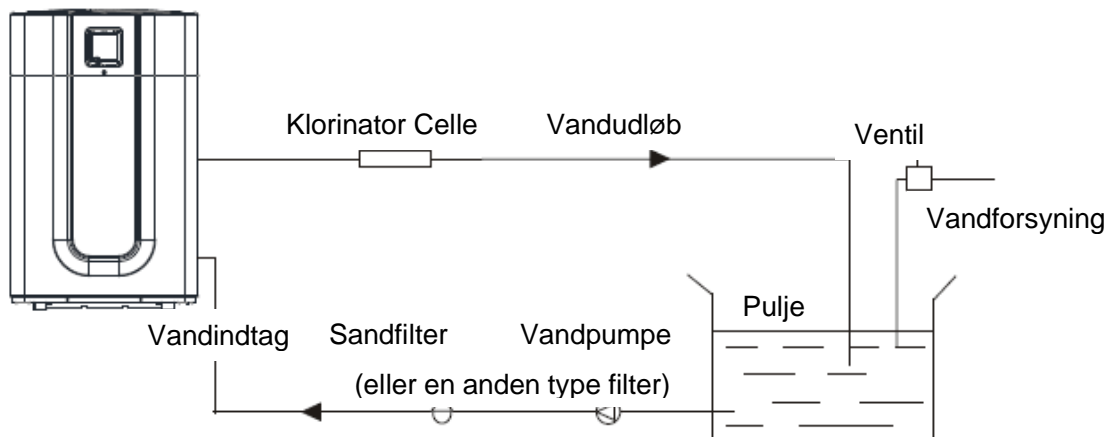 Klorinator Celle
Vandudløb
Ventil
Vandforsyning
Pulje
Vandindtag
Sandfilter
Vandpumpe
(eller en anden type filter)